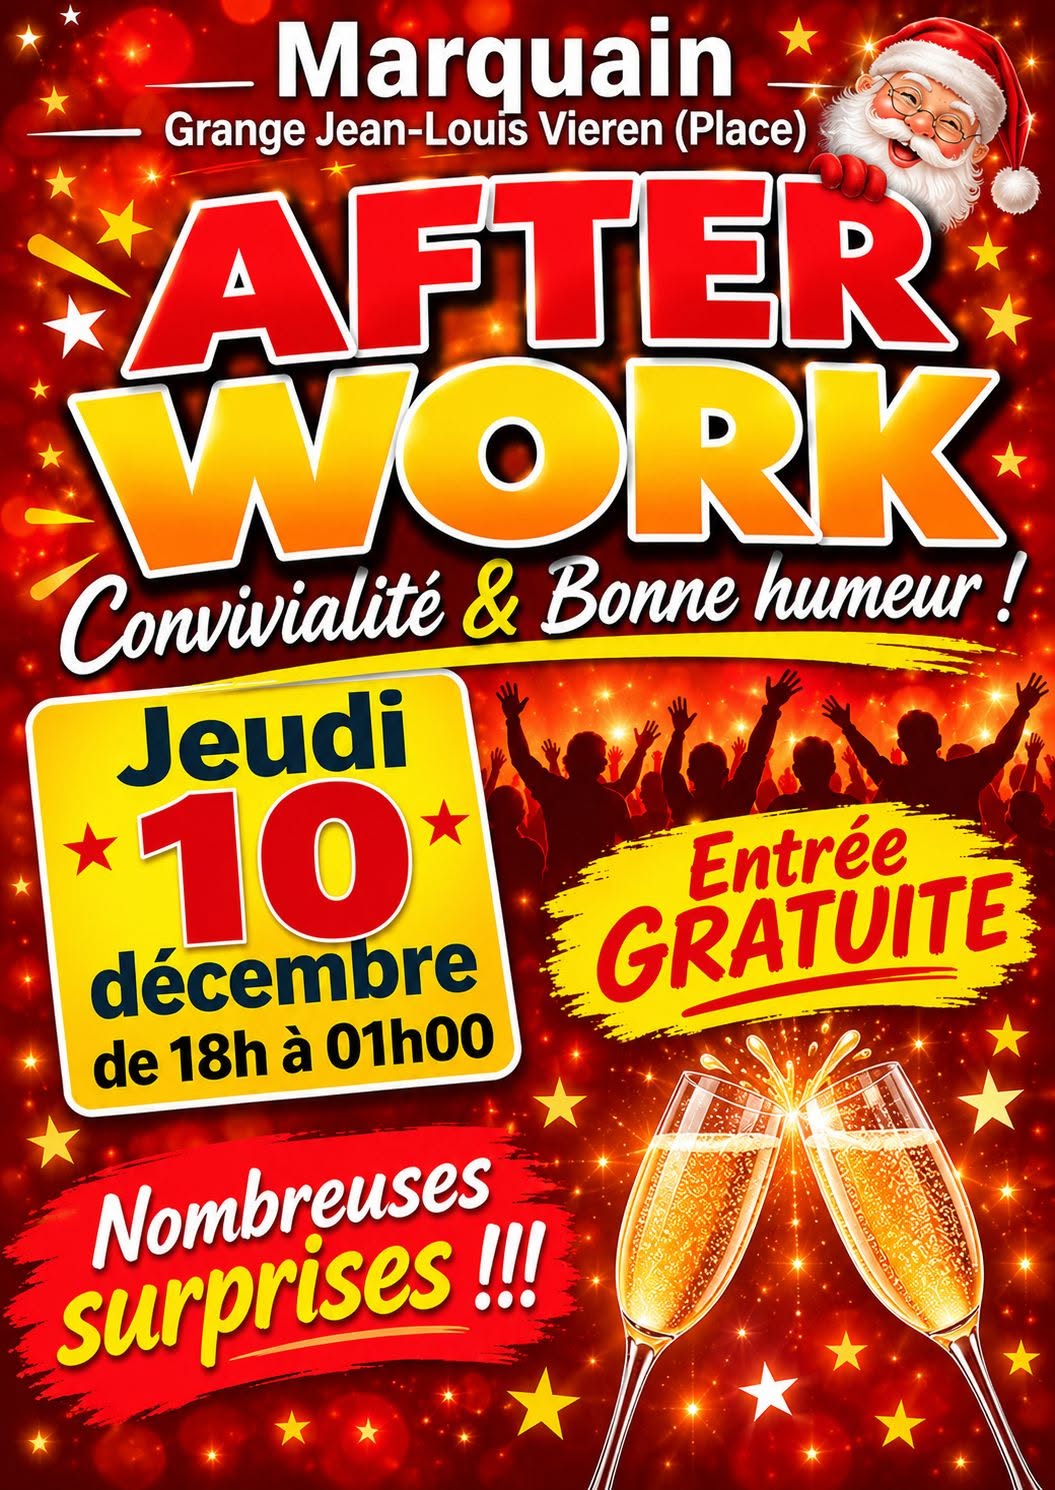 Marquain
Grange Jean-Louis Vieren (Place)
AFTER
WORK
Convivialité & Bonne humeur !
Jeudi
10
décembre
de 18h à 01h00
Entrée
GRATUITE
Nombreuses
surprises !!!